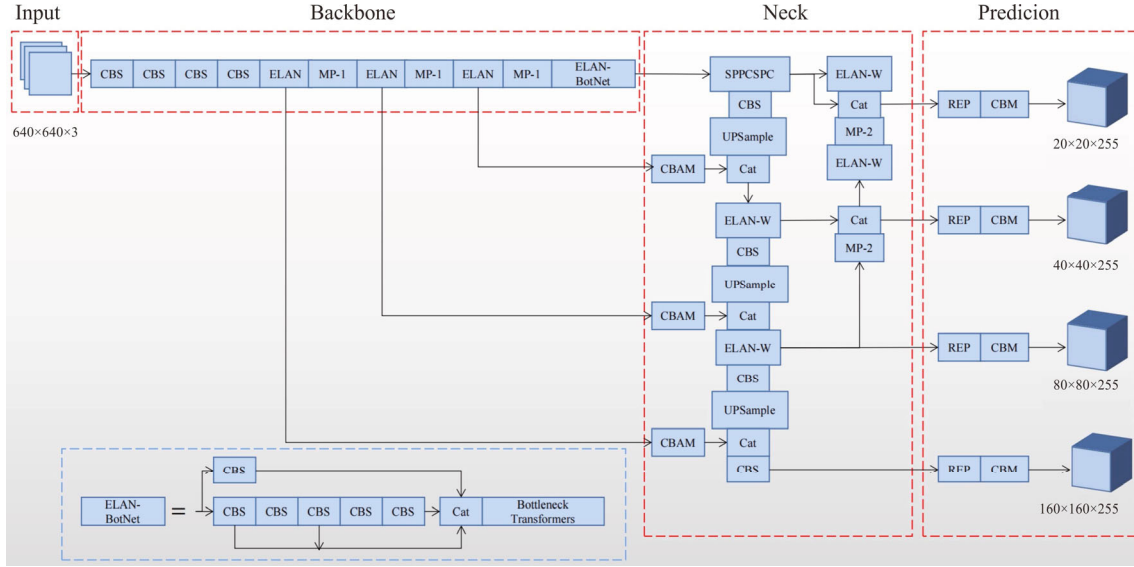 Input
Backbone
Neck
Predicion
CBS CBS CBS CBS ELAN MP-1 ELAN MP-1 ELAN MP-1 ELAN-
BotNet
640×640×3
SPPCSPC
CBS
UPSample
CBAM
Cat
ELAN-W
CBS
UPSample
CBAM
Cat
ELAN-W
CBS
UPSample
CBAM
Cat
CBS
ELAN-W
Cat
MP-2
ELAN-W
Cat
MP-2
REP CBM
20×20×255
REP CBM
40×40×255
REP CBM
80×80×255
REP CBM
160×160×255
ELAN-
BotNet
=
CBS
CBS CBS CBS CBS CBS
Cat
Bottleneck
Transformers